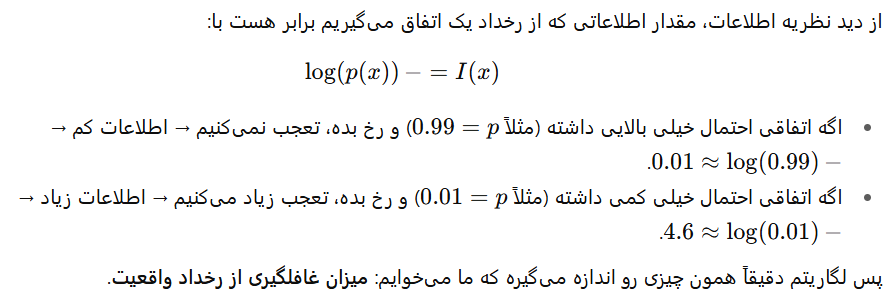 از دید نظریه اطلاعات، مقدار اطلاعاتی که از رخداد یک اتفاق می‌گیریم برابر هست با:
log(p(x)) − = I(x)
• اگه اتفاقی احتمال خیلی بالایی داشته (مثلاً 0.99 = p) و رخ بده، تعجب نمی‌کنیم → اطلاعات کم →
.0.01 ≈ log(0.99) −
• اگه اتفاقی احتمال خیلی کمی داشته (مثلاً 0.01 = p) و رخ بده، تعجب زیاد می‌کنیم → اطلاعات زیاد →
.4.6 ≈ log(0.01) −
پس لگاریتم دقیقاً همون چیزی رو اندازه می‌گیره که ما می‌خوایم: میزان غافلگیری از رخداد واقعیت.